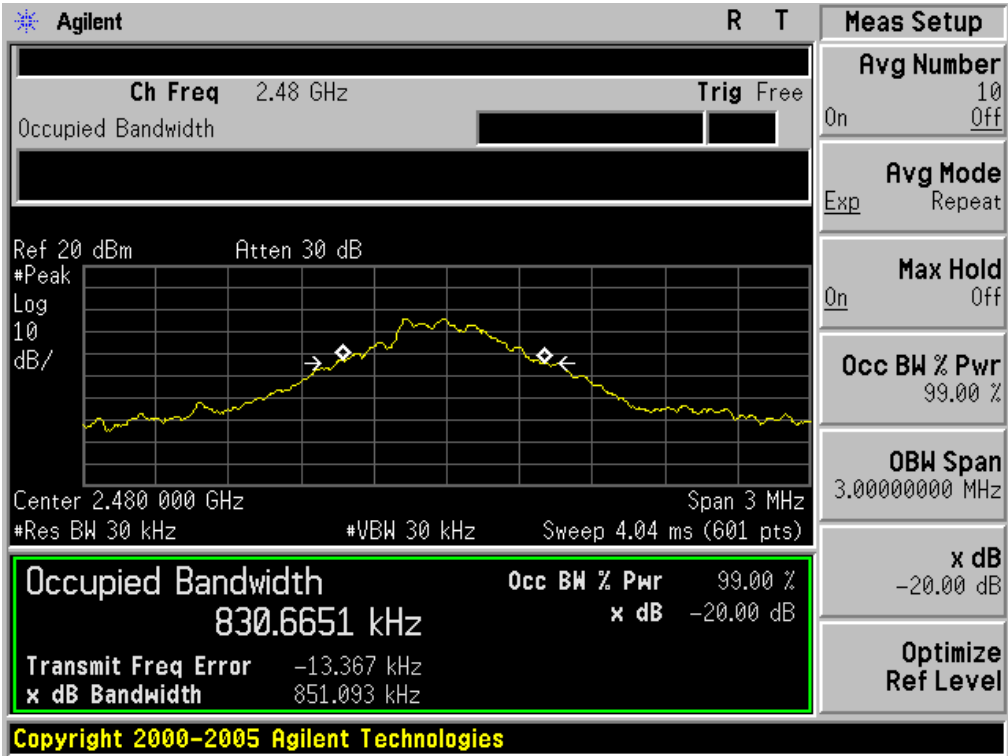 Agilent R T
Ch Freq 2.48 GHz Trig Free
Occupied Bandwidth
Ref 20 dBm Atten 30 dB
#Peak
Log
10
dB/
Center 2.480 000 GHz Span 3 MHz
#Res BW 30 kHz #VBW 30 kHz Sweep 4.04 ms (601 pts)
Occupied Bandwidth Occ BW % Pwr 99.00 %
830.6651 kHz x dB -20.00 dB
Transmit Freq Error -13.367 kHz
x dB Bandwidth 851.093 kHz
Copyright 2000-2005 Agilent Technologies
Meas Setup
Avg Number
10
On Off
Avg Mode
Exp Repeat
Max Hold
On Off
Occ BW % Pwr
99.00 %
OBW Span
3.00000000 MHz
x dB
-20.00 dB
Optimize
Ref Level